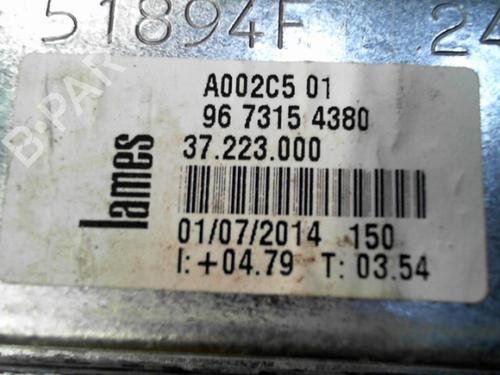 51894F 24
A002C5 01
96 7315 4380
37.223.000
lames
01/07/2014 150
I: +04.79 T: 03.54
B-PARTS